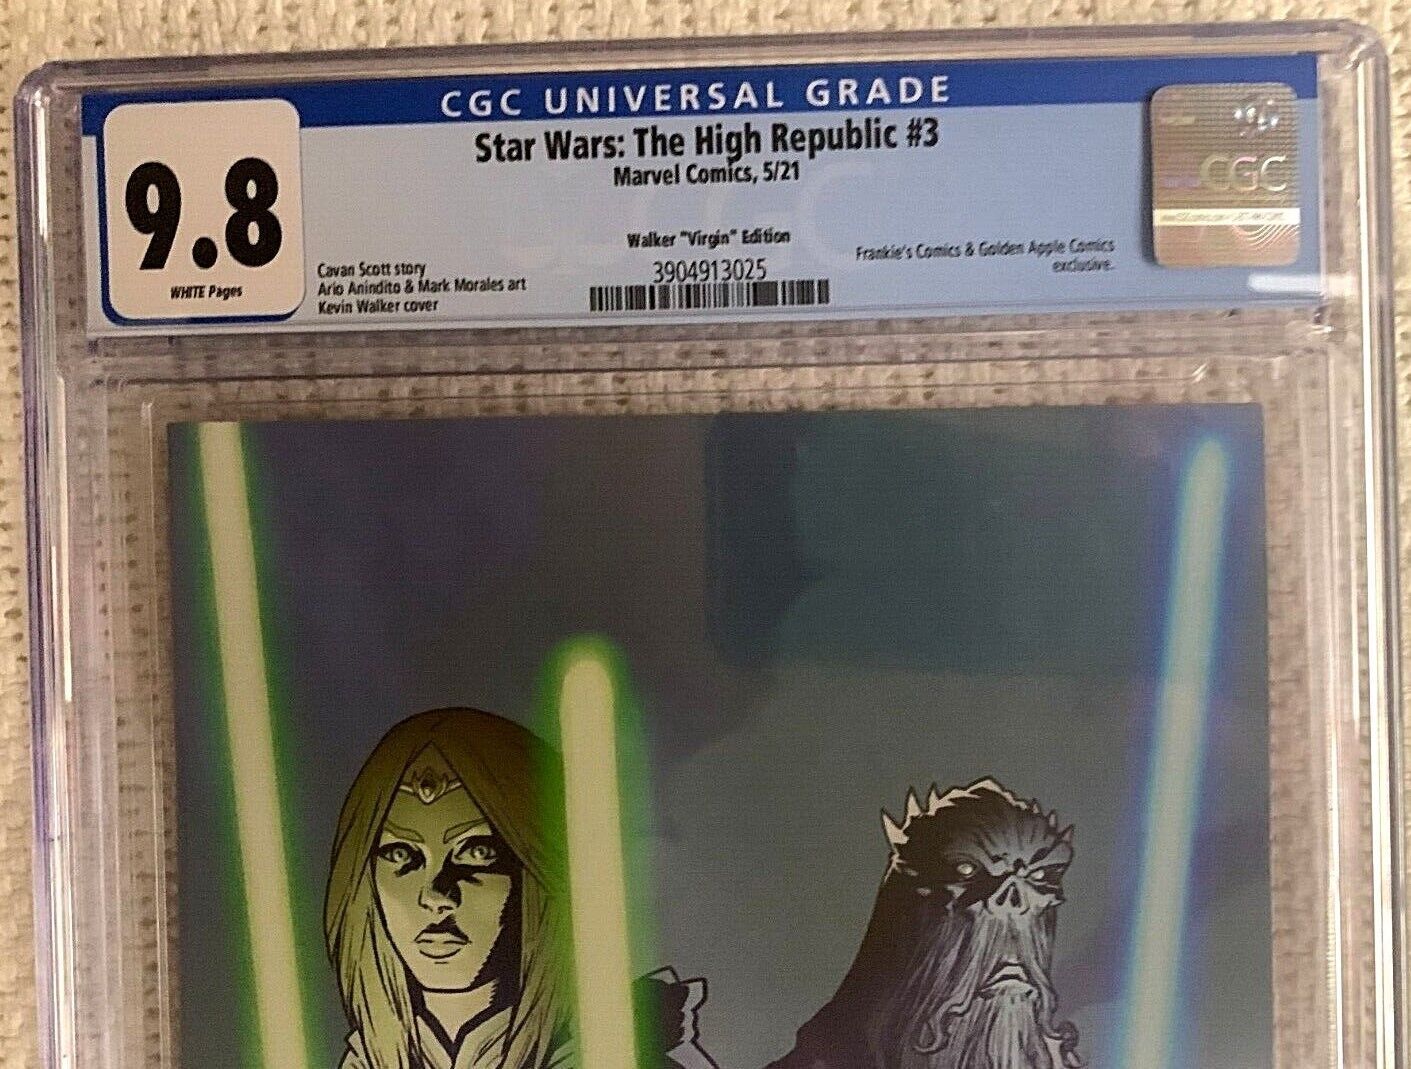 CGC UNIVERSAL GRADE
9.8
WHITE Pages
Star Wars: The High Republic #3
Marvel Comics, 5/21
Walker "Virgin" Edition
3904913025
Cavan Scott story
Ario Anindito & Mark Morales art
Kevin Walker cover
Frankie's Comics & Golden Apple Comics
exclusive.
CGC